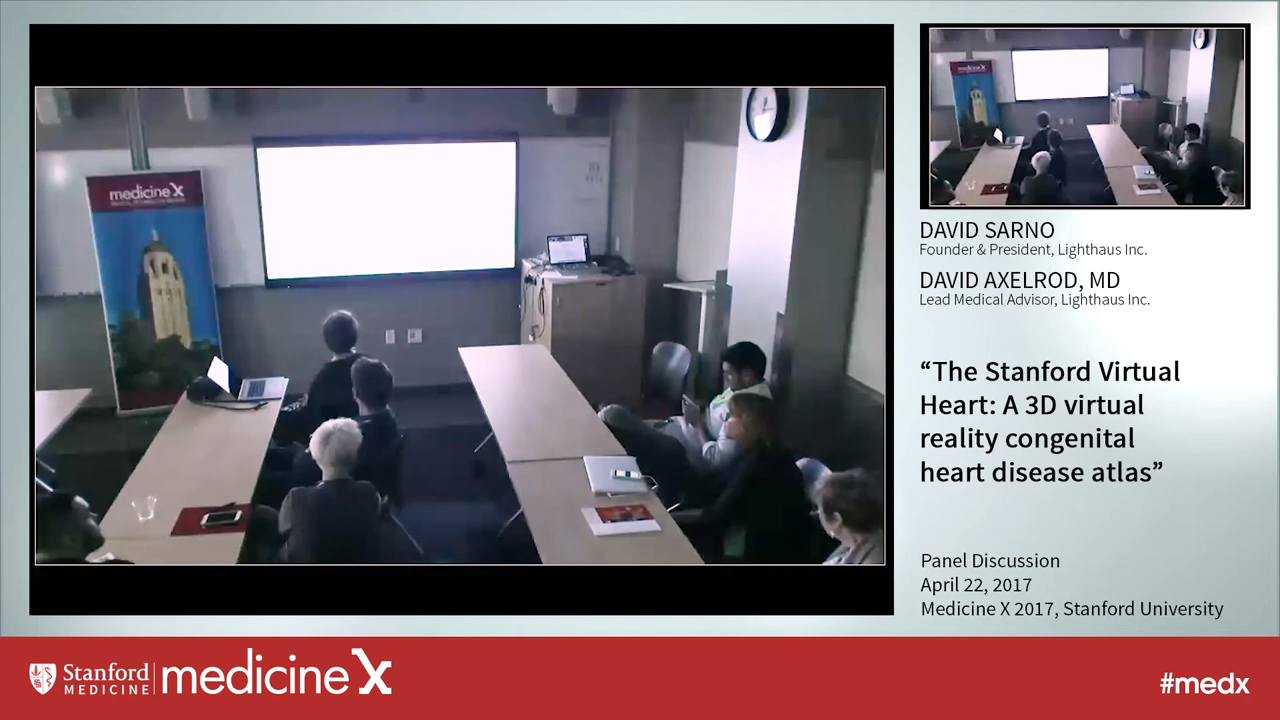 medicine X
DAVID SARNO
Founder & President, Lighthaus Inc.
DAVID AXELROD, MD
Lead Medical Advisor, Lighthaus Inc.
“The Stanford Virtual
Heart: A 3D virtual
reality congenital
heart disease atlas”
Panel Discussion
April 22, 2017
Medicine X 2017, Stanford University
Stanford
MEDICINE
medicine X
#medx